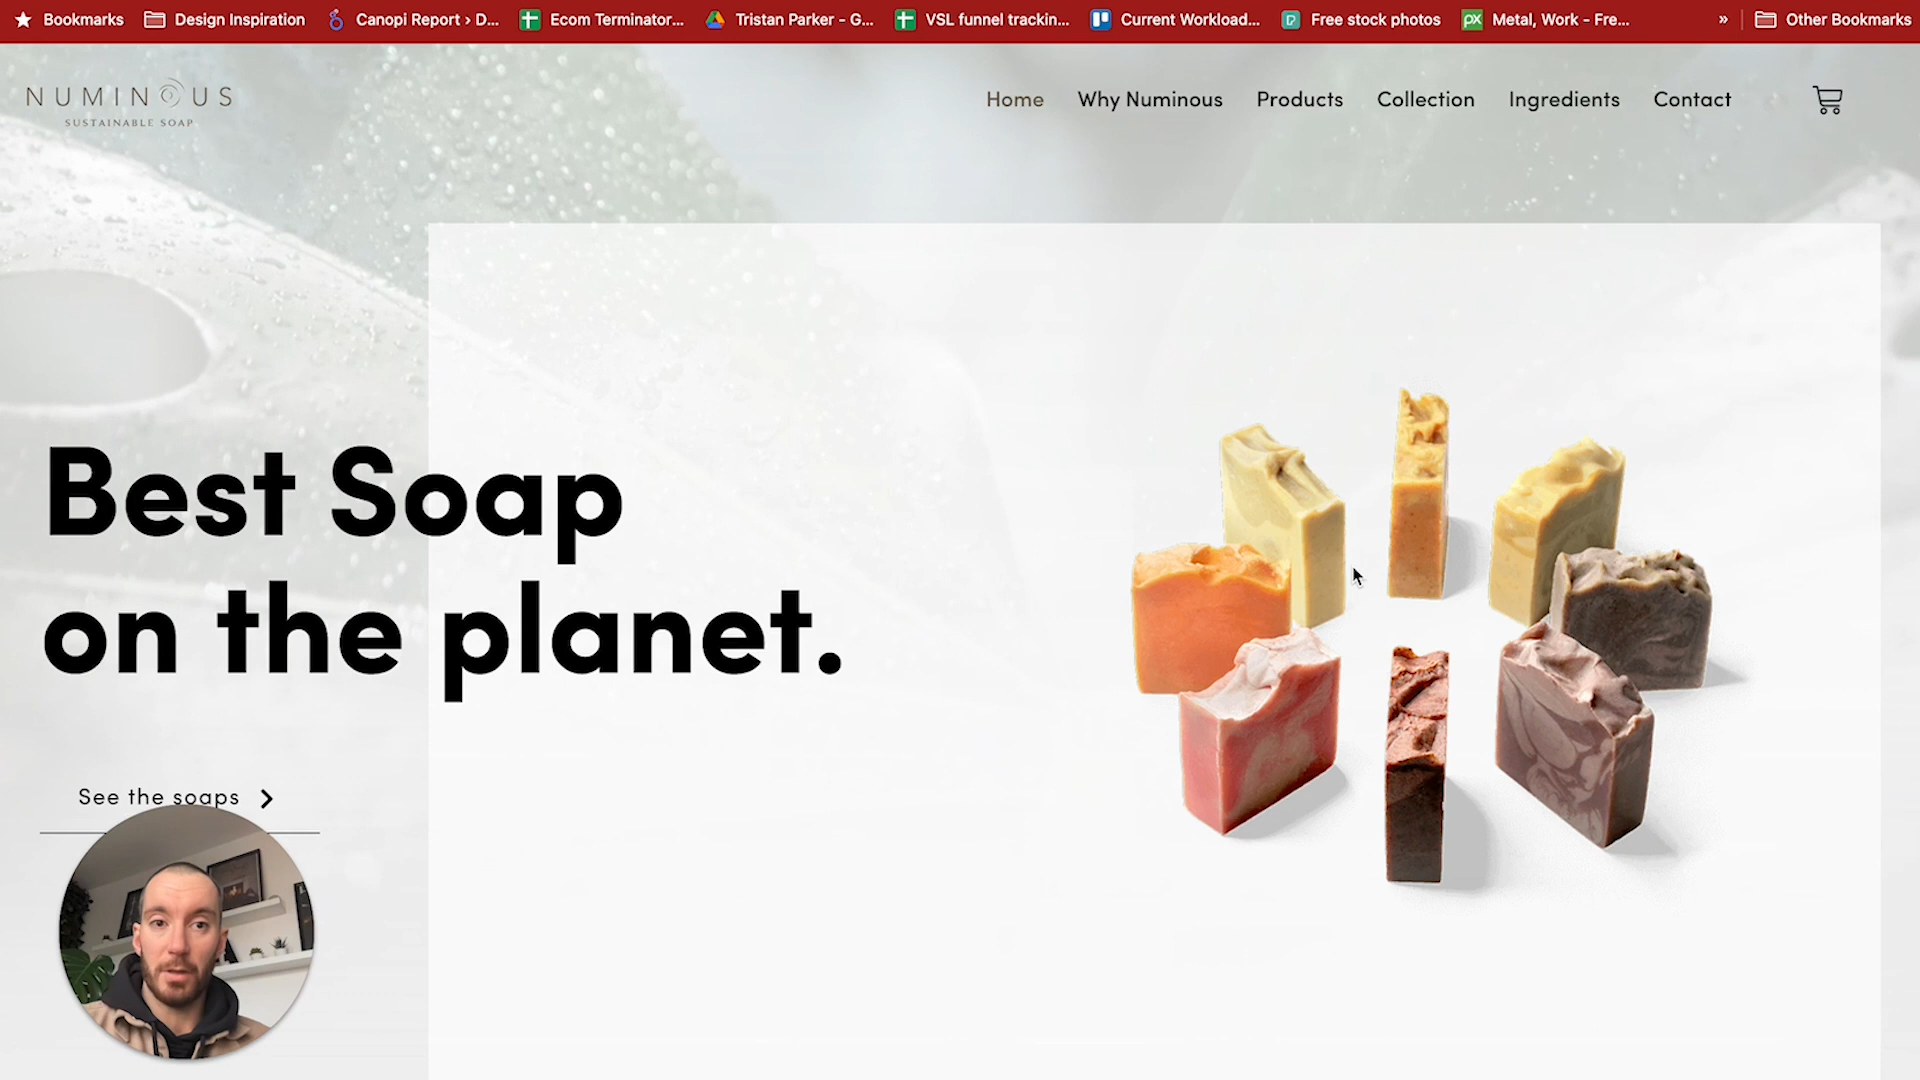 Bookmarks Design Inspiration Canopi Report › D... Ecom Terminator... Tristan Parker - G... VSL funnel trackin... Current Workload... Free stock photos Metal, Work - Fre... » Other Bookmarks
NUMINOUS
SUSTAINABLE SOAP
Home Why Numinous Products Collection Ingredients Contact
Best Soap
on the planet.
See the soaps